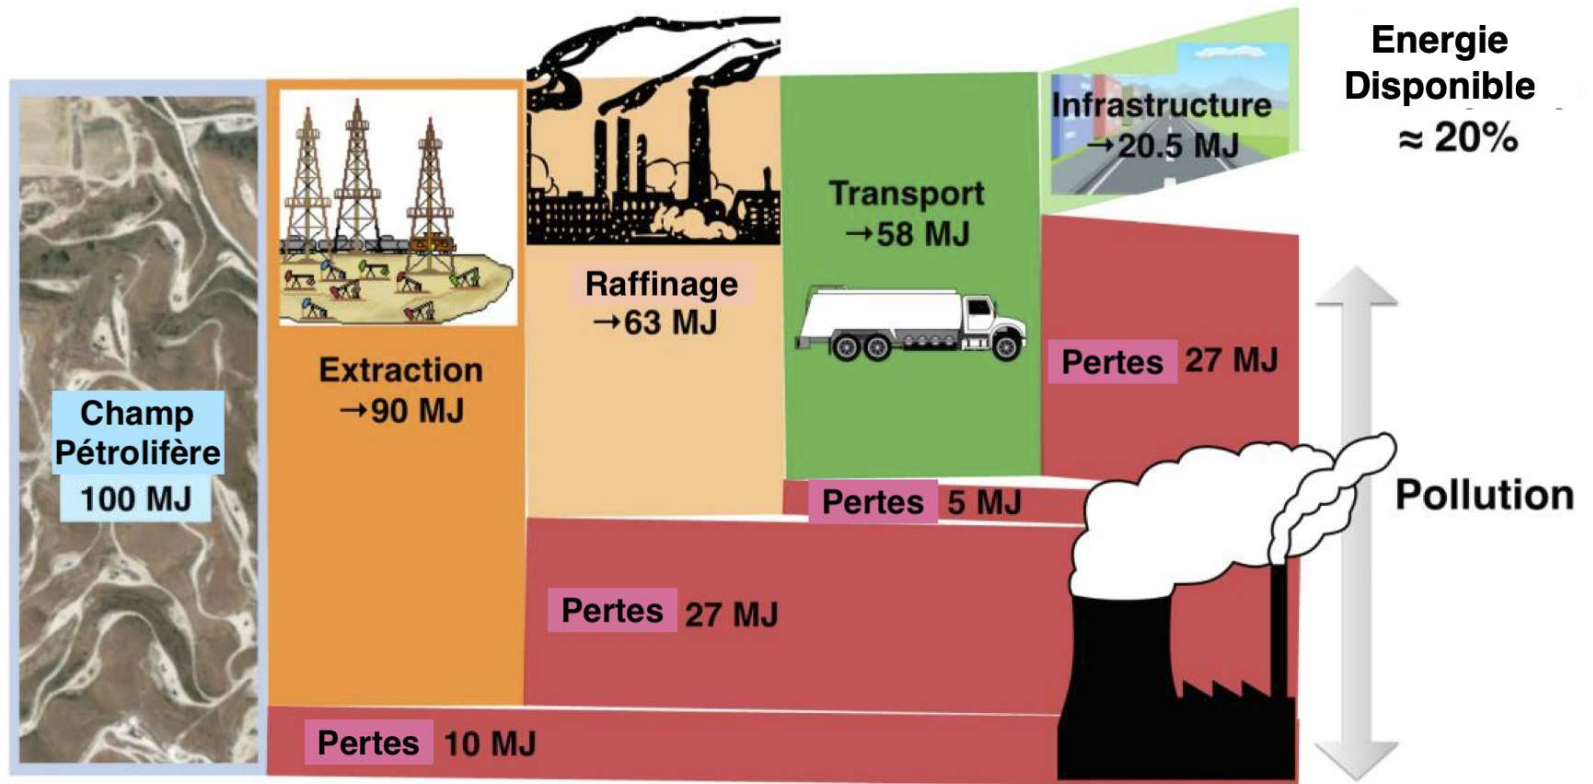 Champ
Pétrolifère
100 MJ
Extraction
→90 MJ
Raffinage
→63 MJ
Transport
→58 MJ
Infrastructure
→20.5 MJ
Energie
Disponible
≈ 20%
Pertes 27 MJ
Pertes 5 MJ
Pertes 27 MJ
Pertes 10 MJ
Pollution